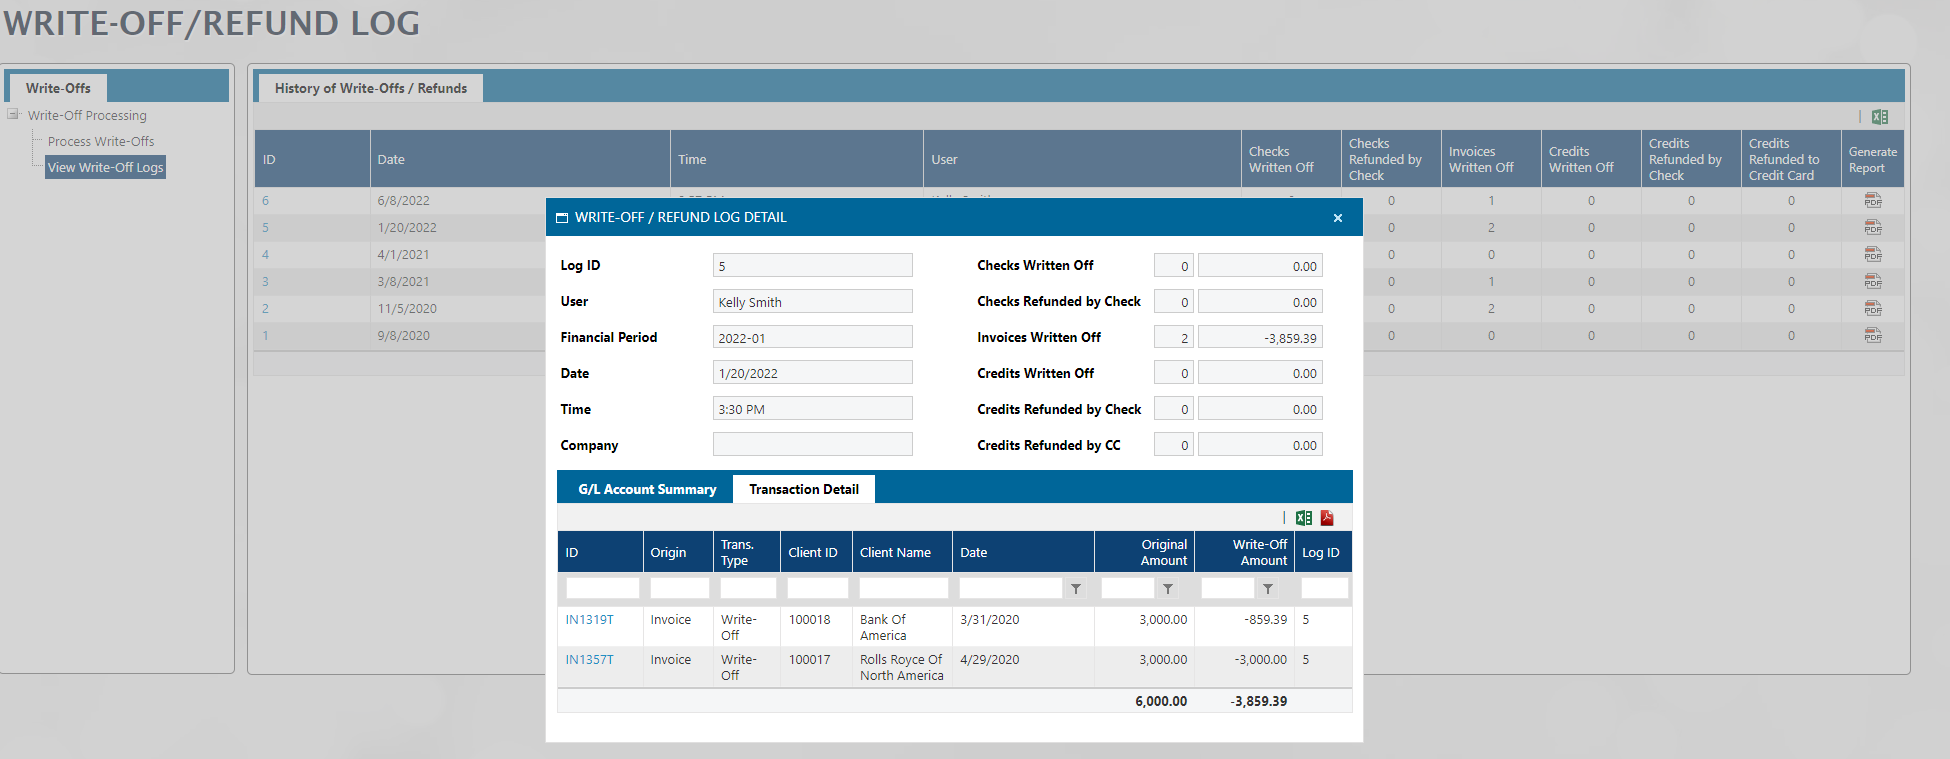 WRITE-OFF/REFUND LOG
Write-Offs
Write-Off Processing
Process Write-Offs
View Write-Off Logs
History of Write-Offs / Refunds
ID Date Time User Checks Written Off Checks Refunded by Check Invoices Written Off Credits Written Off Credits Refunded by Check Credits Refunded to Credit Card Generate Report
6 6/8/2022 0 1 0 0 0 PDF
5 1/20/2022 0 2 0 0 0 PDF
4 4/1/2021 0 0 0 0 0 PDF
3 3/8/2021 0 1 0 0 0 PDF
2 11/5/2020 0 2 0 0 0 PDF
1 9/8/2020 0 0 0 0 0 PDF
WRITE-OFF / REFUND LOG DETAIL
Log ID 5 Checks Written Off 0 0.00
User Kelly Smith Checks Refunded by Check 0 0.00
Financial Period 2022-01 Invoices Written Off 2 -3,859.39
Date 1/20/2022 Credits Written Off 0 0.00
Time 3:30 PM Credits Refunded by Check 0 0.00
Company Credits Refunded by CC 0 0.00
G/L Account Summary Transaction Detail
ID Origin Trans. Type Client ID Client Name Date Original Amount Write-Off Amount Log ID
IN1319T Invoice Write-Off 100018 Bank Of America 3/31/2020 3,000.00 -859.39 5
IN1357T Invoice Write-Off 100017 Rolls Royce Of North America 4/29/2020 3,000.00 -3,000.00 5
6,000.00 -3,859.39